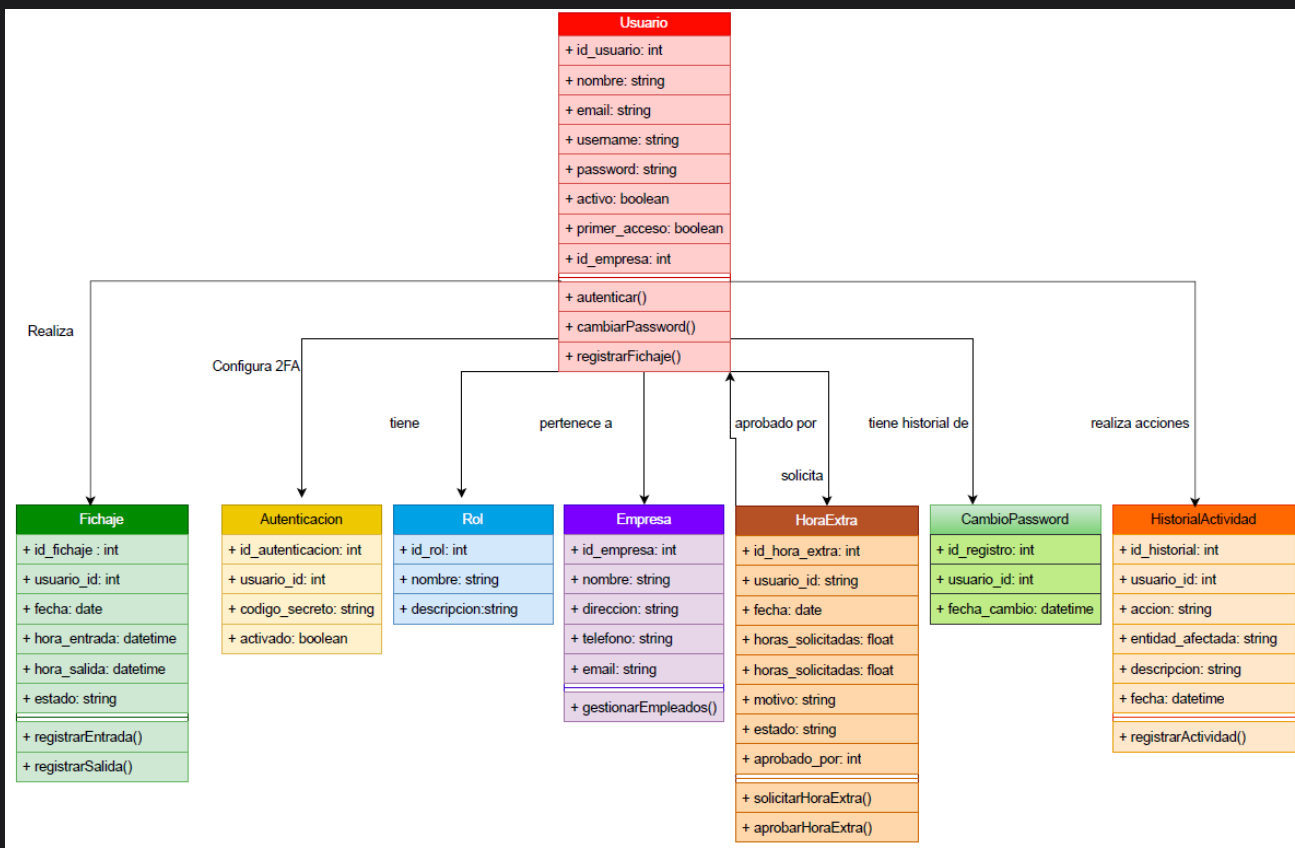 Usuario
+ id_usuario: int
+ nombre: string
+ email: string
+ username: string
+ password: string
+ activo: boolean
+ primer_acceso: boolean
+ id_empresa: int
+ autenticar()
+ cambiarPassword()
+ registrarFichaje()
Realiza
Configura 2FA
tiene
pertenece a
aprobado por
solicita
tiene historial de
realiza acciones
Fichaje
+ id_fichaje : int
+ usuario_id: int
+ fecha: date
+ hora_entrada: datetime
+ hora_salida: datetime
+ estado: string
+ registrarEntrada()
+ registrarSalida()
Autenticacion
+ id_autenticacion: int
+ usuario_id: int
+ codigo_secreto: string
+ activado: boolean
Rol
+ id_rol: int
+ nombre: string
+ descripcion:string
Empresa
+ id_empresa: int
+ nombre: string
+ direccion: string
+ telefono: string
+ email: string
+ gestionarEmpleados()
HoraExtra
+ id_hora_extra: int
+ usuario_id: string
+ fecha: date
+ horas_solicitadas: float
+ horas_solicitadas: float
+ motivo: string
+ estado: string
+ aprobado_por: int
+ solicitarHoraExtra()
+ aprobarHoraExtra()
CambioPassword
+ id_registro: int
+ usuario_id: int
+ fecha_cambio: datetime
HistorialActividad
+ id_historial: int
+ usuario_id: int
+ accion: string
+ entidad_afectada: string
+ descripcion: string
+ fecha: datetime
+ registrarActividad()